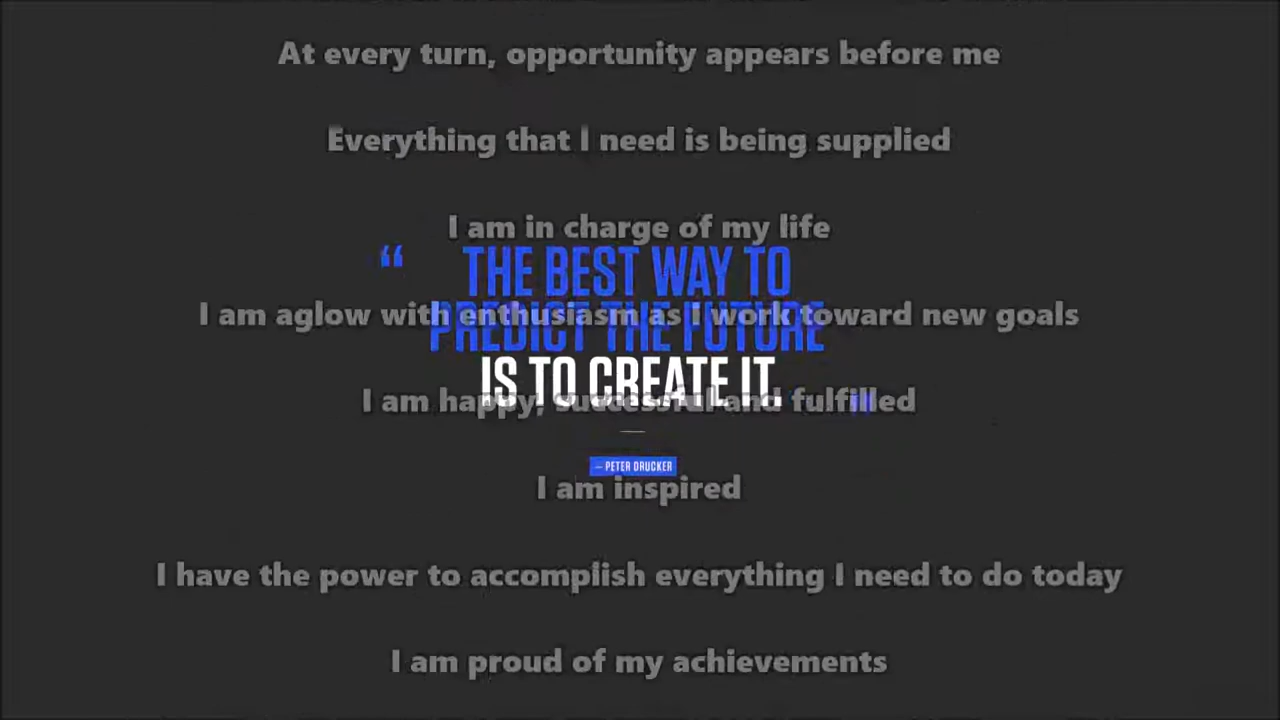 At every turn, opportunity appears before me
Everything that I need is being supplied
I am in charge of my life
“ THE BEST WAY TO
PREDICT THE FUTURE
I am aglow with enthusiasm as I work toward new goals
IS TO CREATE IT. ”
I am happy, successful and fulfilled
— PETER DRUCKER
I am inspired
I have the power to accomplish everything I need to do today
I am proud of my achievements